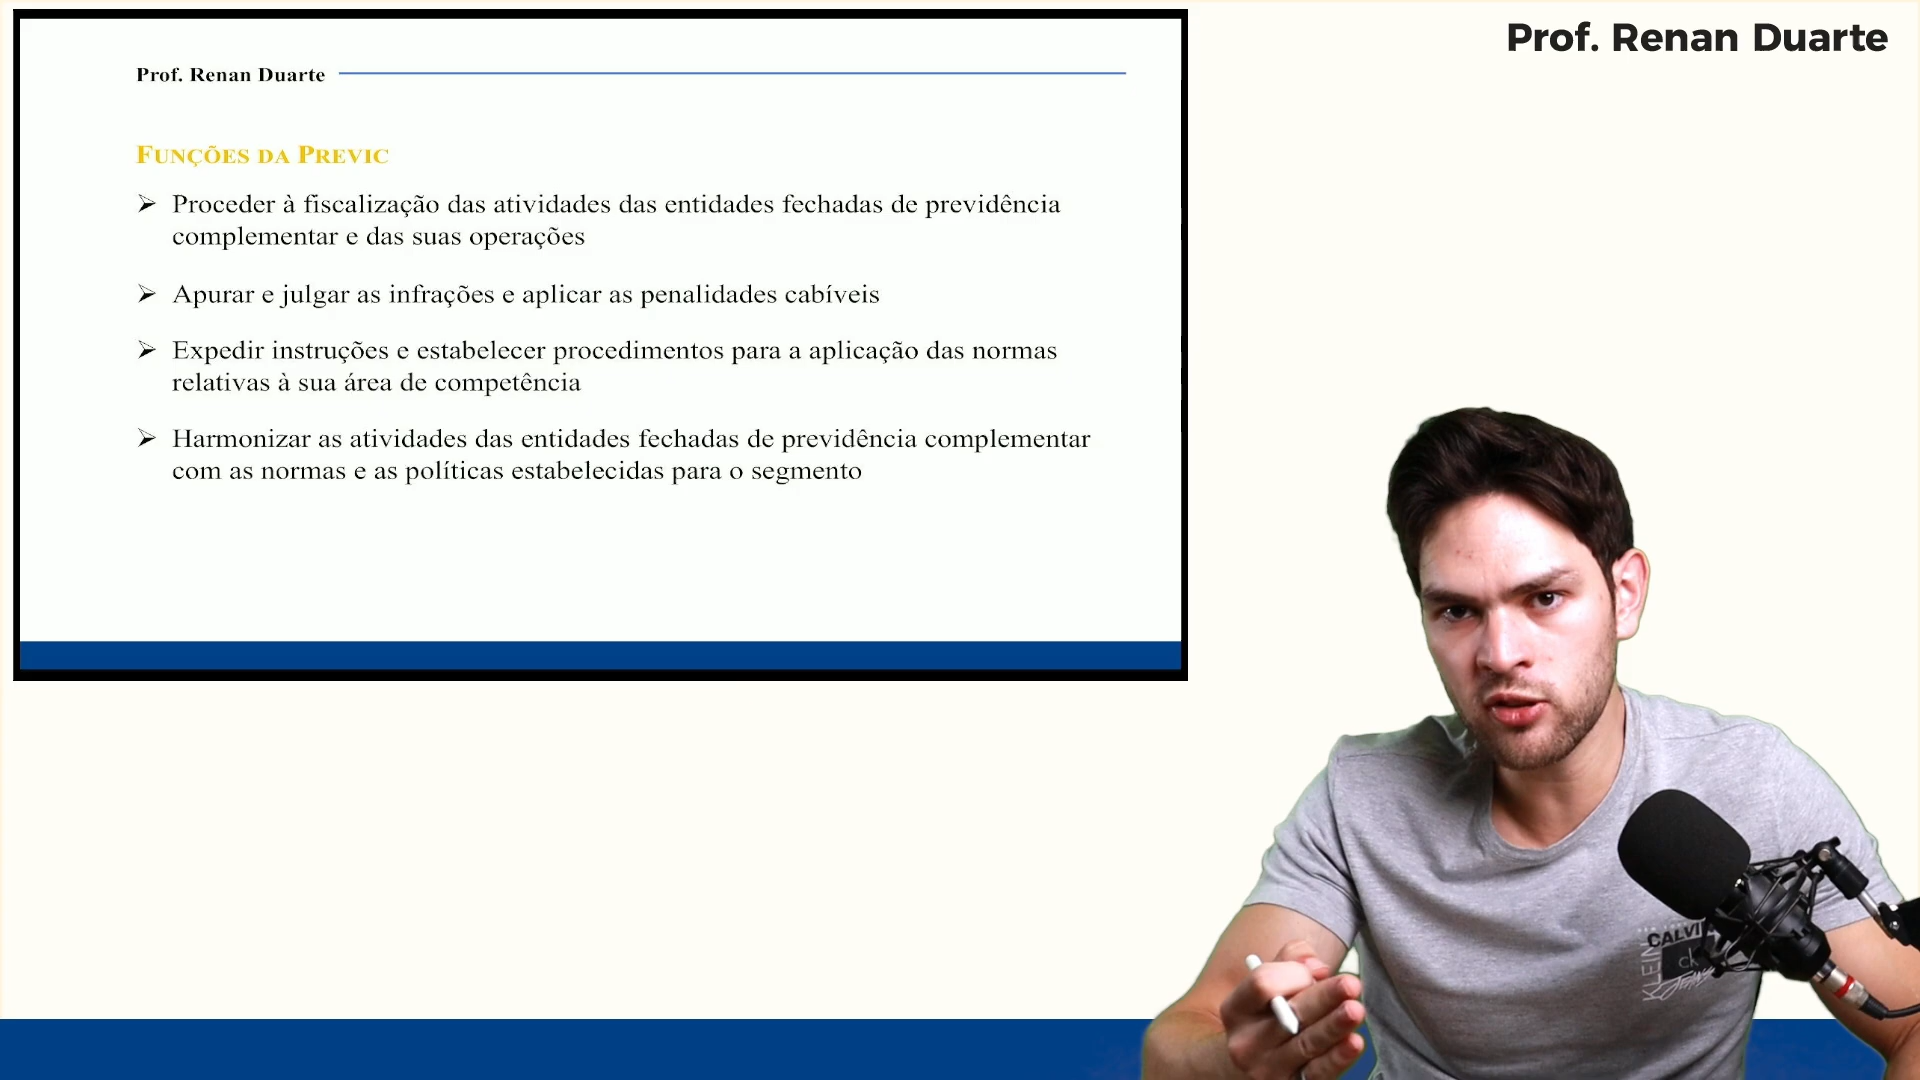 Prof. Renan Duarte
Prof. Renan Duarte
FUNÇÕES DA PREVIC
➢ Proceder à fiscalização das atividades das entidades fechadas de previdência
complementar e das suas operações
➢ Apurar e julgar as infrações e aplicar as penalidades cabíveis
➢ Expedir instruções e estabelecer procedimentos para a aplicação das normas
relativas à sua área de competência
➢ Harmonizar as atividades das entidades fechadas de previdência complementar
com as normas e as políticas estabelecidas para o segmento
KLEIN